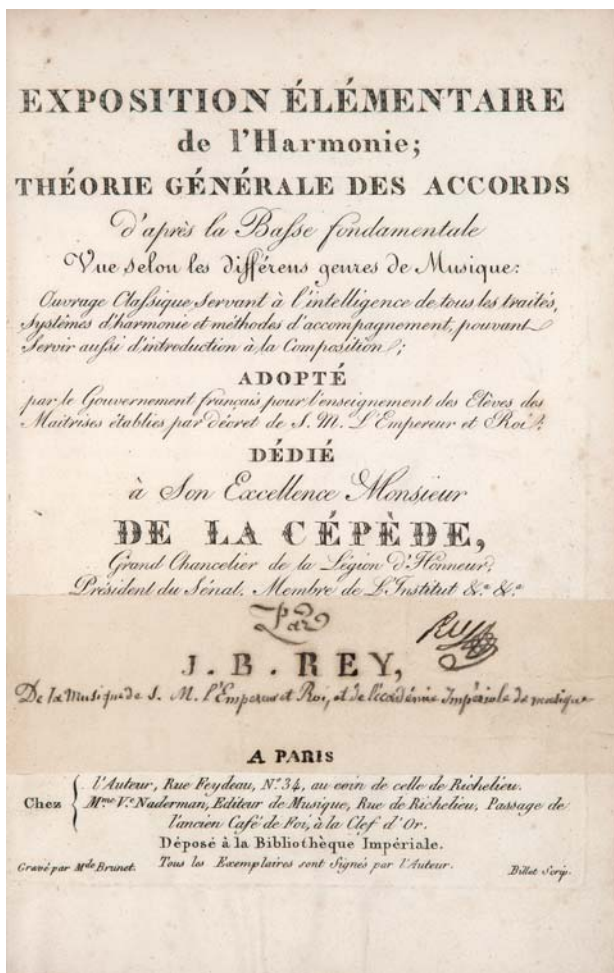 EXPOSITION ÉLÉMENTAIRE
de l'Harmonie;
THÉORIE GÉNÉRALE DES ACCORDS
d'après la Basse fondamentale
Vue selon les différens genres de Musique:
Ouvrage Classique servant à l'intelligence de tous les traités,
systêmes d'harmonie et méthodes d'accompagnement, pouvant
servir aussi d'introduction à la Composition;
ADOPTÉ
par le Gouvernement français pour l'enseignement des Elèves des
Maitrises établies par décret de S. M. L'Empereur et Roi.
DÉDIÉ
à Son Excellence Monsieur
DE LA CÉPÈDE,
Grand Chancelier de la Légion d'Honneur,
Président du Sénat, Membre de L'Institut &.a &.a
Par
Rey
J. B. REY,
De la Musique de S. M. l'Empereur et Roi, et de l'académie Impériale de musique
A PARIS
Chez
l'Auteur, Rue Feydeau, N.o 34, au coin de celle de Richelieu.
Mme Ve Naderman, Editeur de Musique, Rue de Richelieu, Passage de
l'ancien Café de Foi, à la Clef d'Or.
Déposé à la Bibliothèque Impériale.
Gravé par Mde Brunet. Tous les Exemplaires sont Signés par l'Auteur. Billet Scrip.